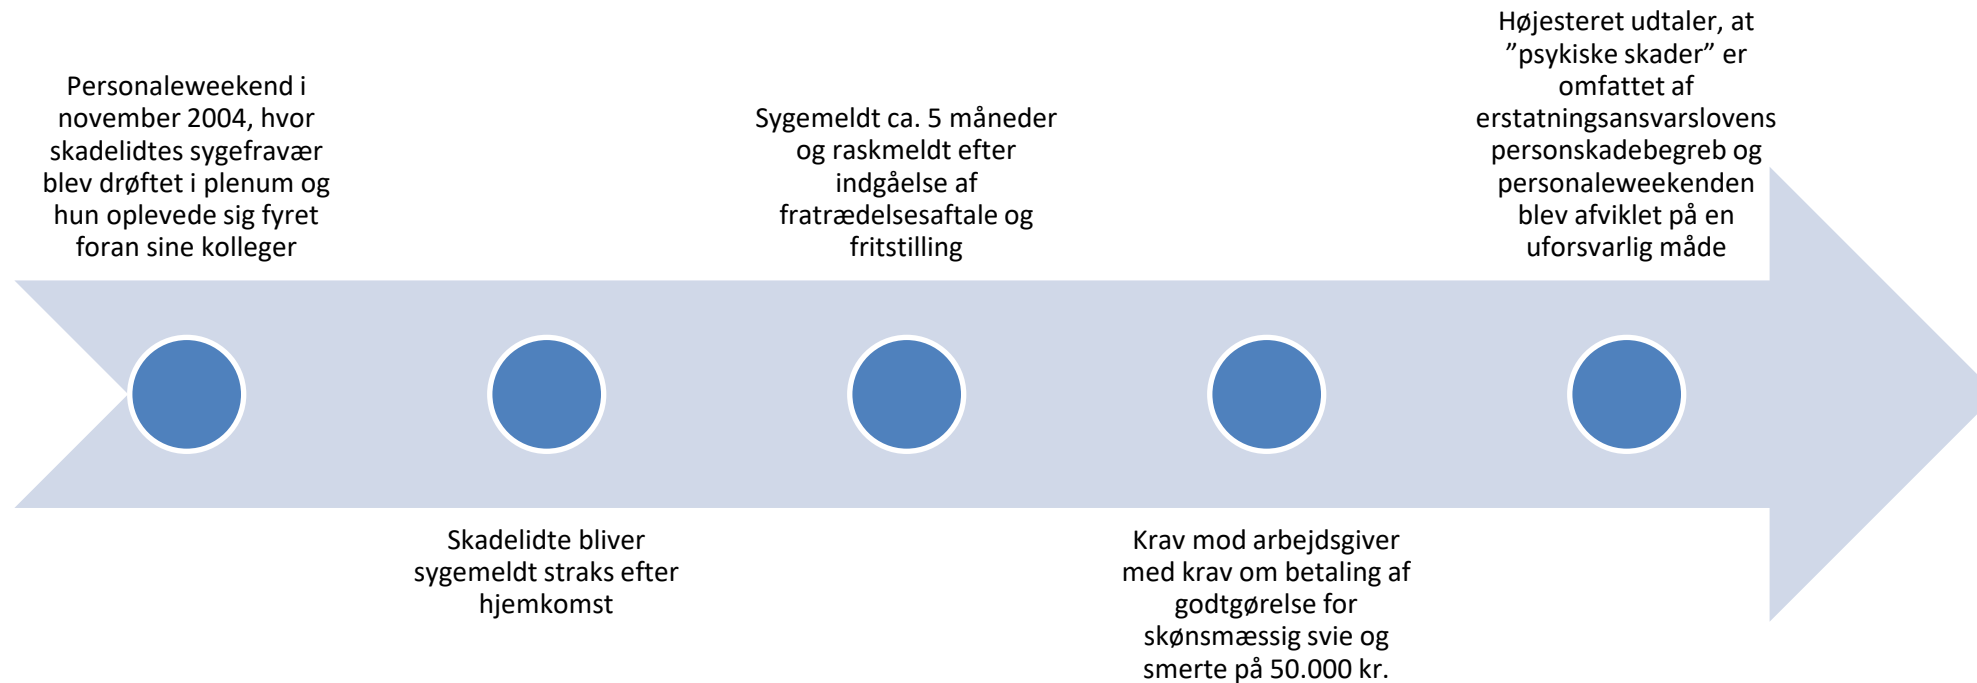 Personaleweekend i
november 2004, hvor
skadelidtes sygefravær
blev drøftet i plenum og
hun oplevede sig fyret
foran sine kolleger
Skadelidte bliver
sygemeldt straks efter
hjemkomst
Sygemeldt ca. 5 måneder
og raskmeldt efter
indgåelse af
fratrædelsesaftale og
fritstilling
Krav mod arbejdsgiver
med krav om betaling af
godtgørelse for
skønsmæssig svie og
smerte på 50.000 kr.
Højesteret udtaler, at
”psykiske skader” er
omfattet af
erstatningsansvarslovens
personskadebegreb og
personaleweekenden
blev afviklet på en
uforsvarlig måde